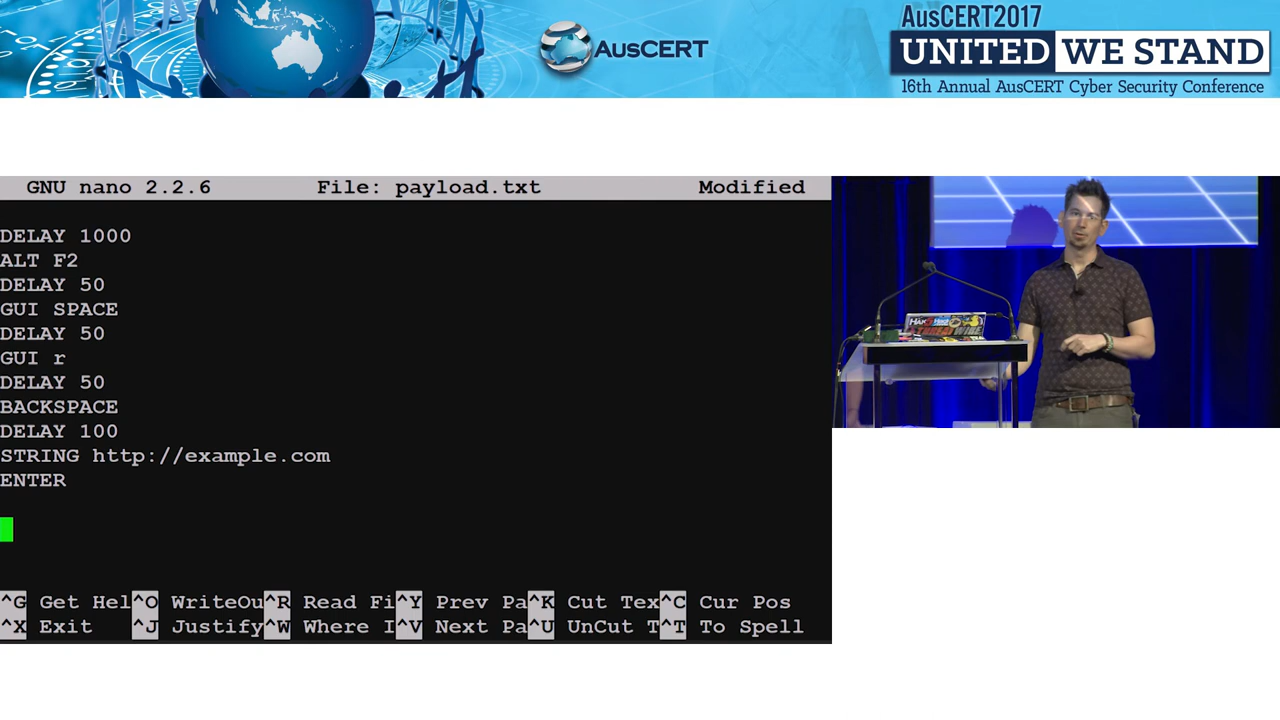 AusCERT
AusCERT2017
UNITED WE STAND
16th Annual AusCERT Cyber Security Conference
GNU nano 2.2.6 File: payload.txt Modified
DELAY 1000
ALT F2
DELAY 50
GUI SPACE
DELAY 50
GUI r
DELAY 50
BACKSPACE
DELAY 100
STRING http://example.com
ENTER
^G Get Hel^O WriteOu^R Read Fi^Y Prev Pa^K Cut Tex^C Cur Pos
^X Exit ^J Justify^W Where I^V Next Pa^U UnCut T^T To Spell